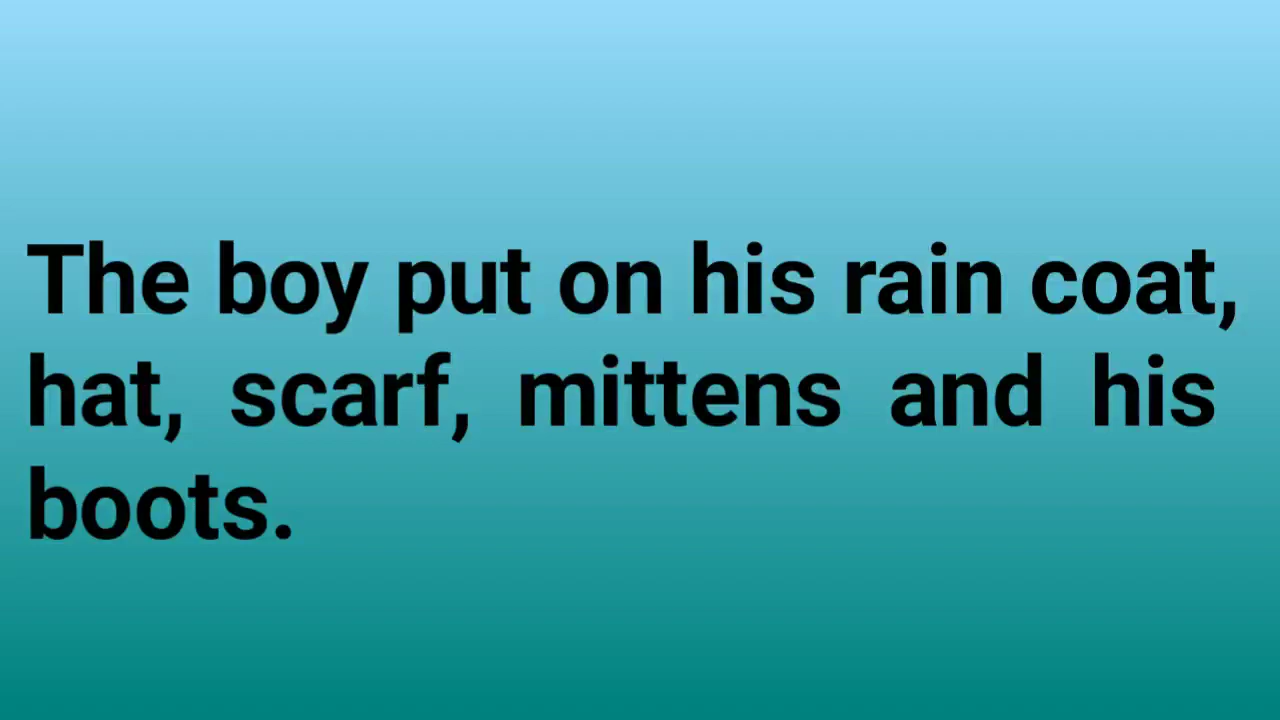 The boy put on his rain coat,
hat, scarf, mittens and his
boots.